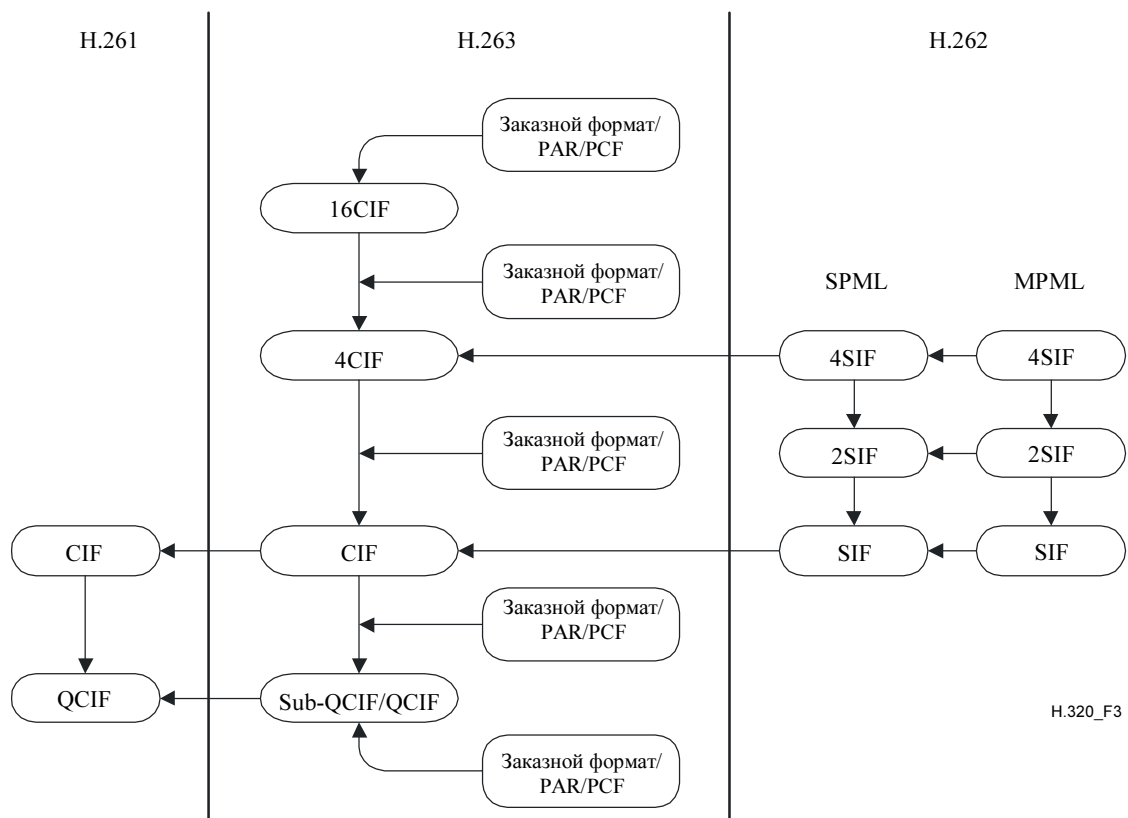 H.261
H.263
H.262
Заказной формат/
PAR/PCF
16CIF
Заказной формат/
PAR/PCF
SPML
MPML
4CIF
4SIF
4SIF
Заказной формат/
PAR/PCF
2SIF
2SIF
CIF
CIF
SIF
SIF
Заказной формат/
PAR/PCF
QCIF
Sub-QCIF/QCIF
H.320_F3
Заказной формат/
PAR/PCF